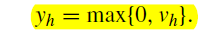 y_h = max{0, v_h}.